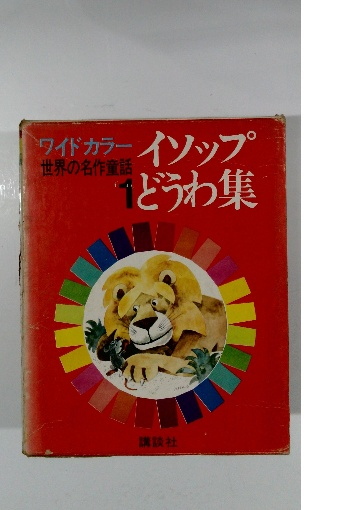 ワイドカラー
世界の名作童話
1
イソップ
どうわ集
講談社